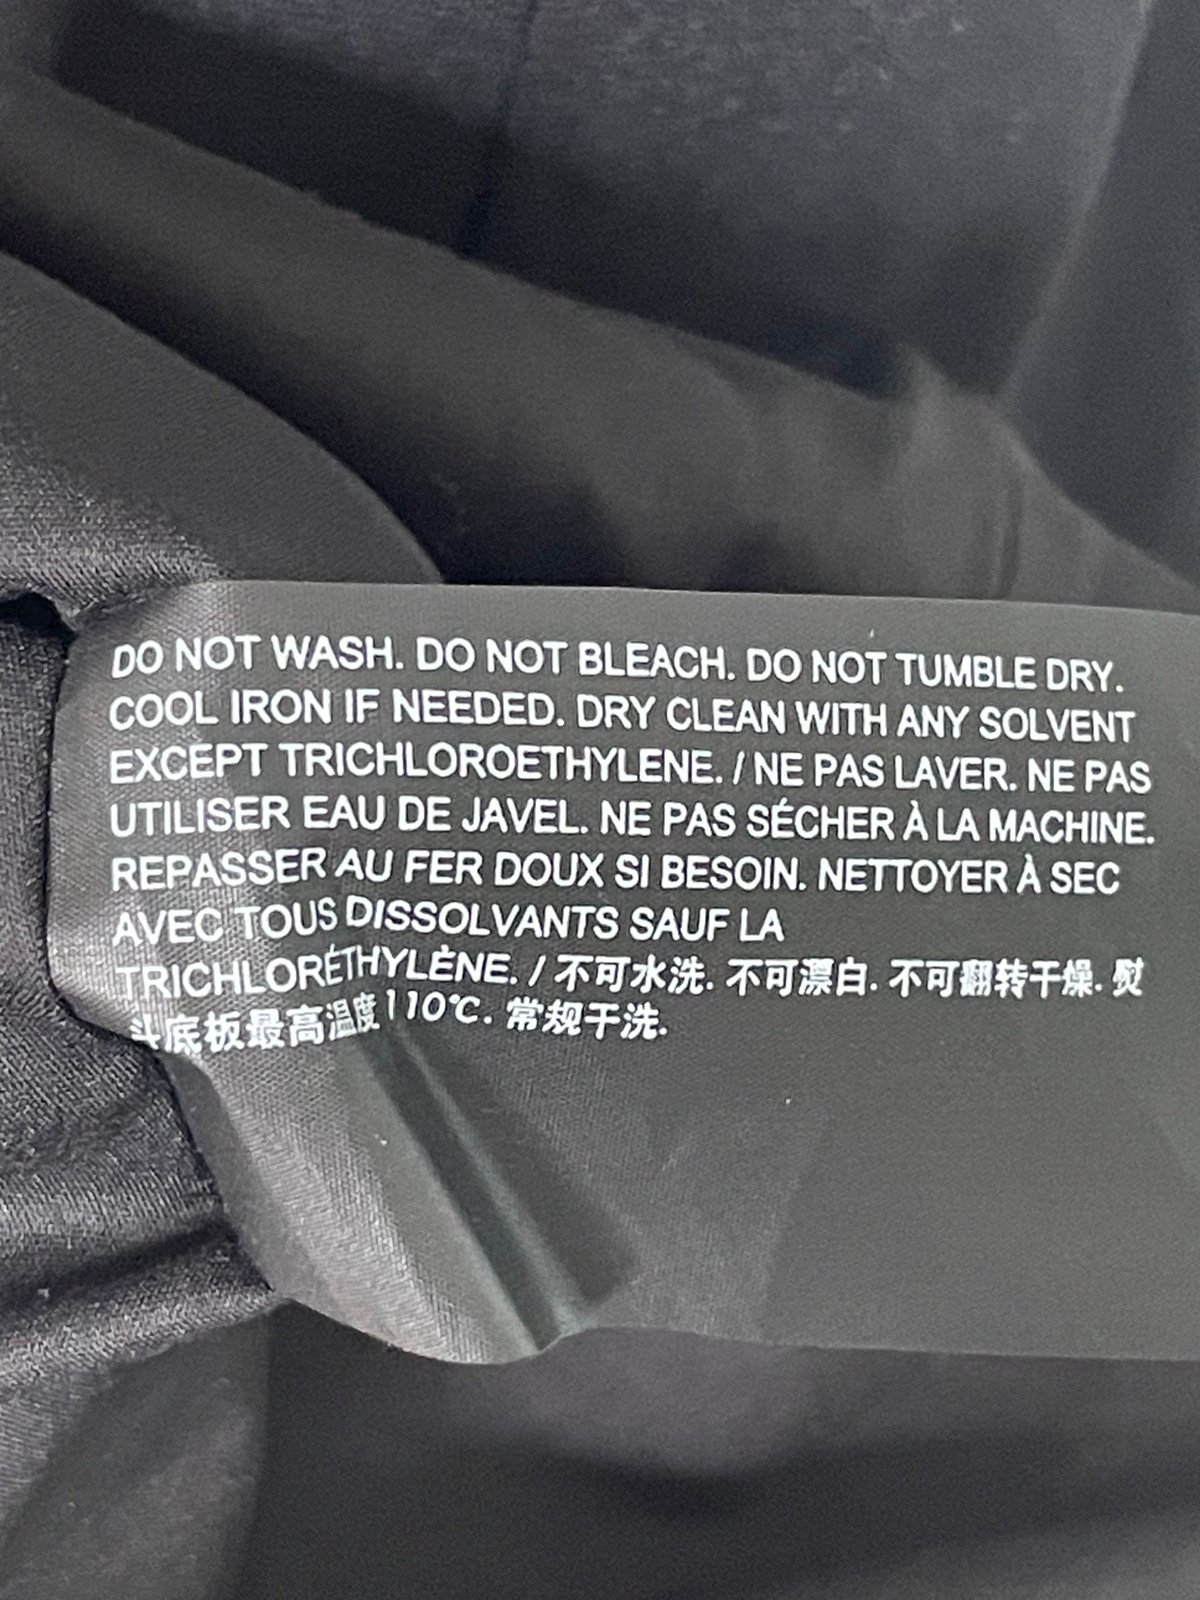 DO NOT WASH. DO NOT BLEACH. DO NOT TUMBLE DRY.
COOL IRON IF NEEDED. DRY CLEAN WITH ANY SOLVENT
EXCEPT TRICHLOROETHYLENE. / NE PAS LAVER. NE PAS
UTILISER EAU DE JAVEL. NE PAS SÉCHER À LA MACHINE.
REPASSER AU FER DOUX SI BESOIN. NETTOYER À SEC
AVEC TOUS DISSOLVANTS SAUF LA
TRICHLORÉTHYLÈNE. / 不可水洗. 不可漂白. 不可翻转干燥. 熨
斗底板最高温度110℃. 常规干洗.